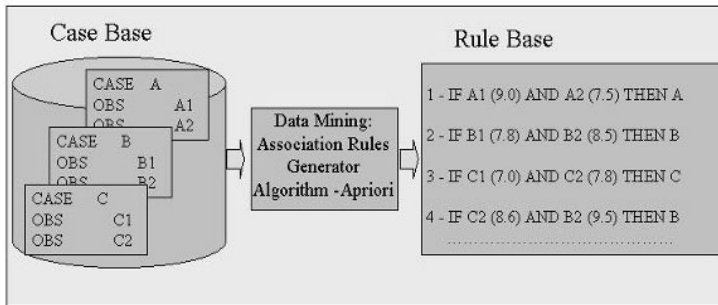 Case Base
CASE A
OBS A1
OBS A2
CASE B
OBS B1
OBS B2
CASE C
OBS C1
OBS C2
Data Mining:
Association Rules
Generator
Algorithm -Apriori
Rule Base
1 - IF A1 (9.0) AND A2 (7.5) THEN A
2 - IF B1 (7.8) AND B2 (8.5) THEN B
3 - IF C1 (7.0) AND C2 (7.8) THEN C
4 - IF C2 (8.6) AND B2 (9.5) THEN B
..........................................